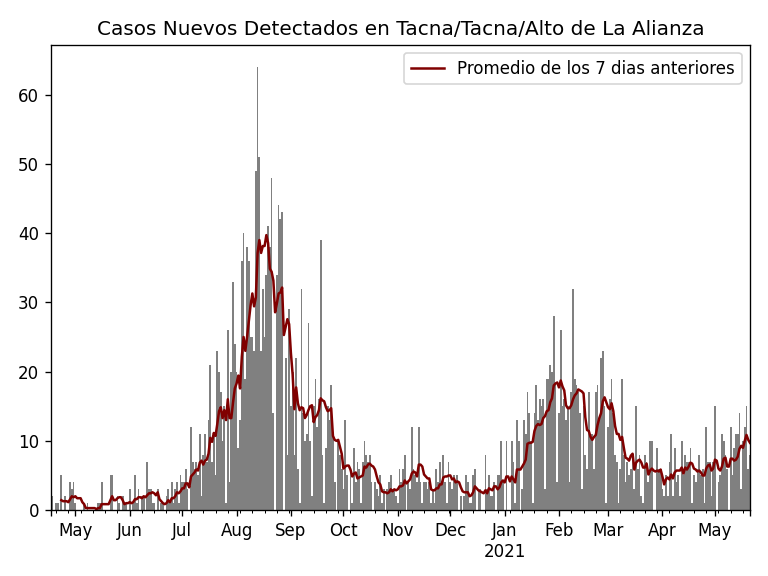 Casos Nuevos Detectados en Tacna/Tacna/Alto de La Alianza
Promedio de los 7 dias anteriores
60
50
40
30
20
10
0
May Jun Jul Aug Sep Oct Nov Dec Jan Feb Mar Apr May
2021